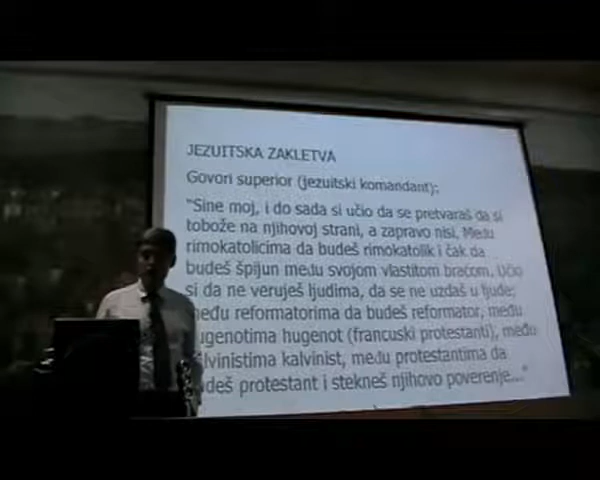 JEZUITSKA ZAKLETVA
Govori superior (jezuitski komandant):
"Sine moj, i do sada si učio da se pretvaraš da si
tobože na njihovoj strani, a zapravo nisi. Među
rimokatolicima da budeš rimokatolik i čak da
budeš špijun među svojom vlastitom braćom. Učio
si da ne veruješ ljudima, da se ne uzdaš u ljude;
među reformatorima da budeš reformator, među
ugenotima hugenot (francuski protestanti), među
lvinistima kalvinist, među protestantima da
udeš protestant i stekneš njihovo poverenje..."